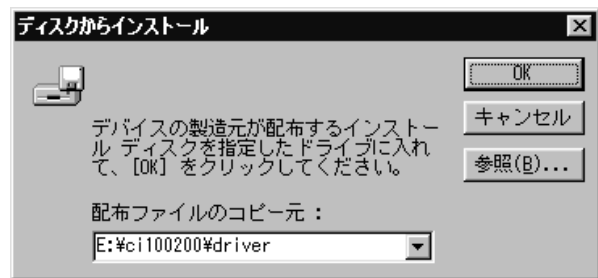 ディスクからインストール
OK
キャンセル
参照(B)...
デバイスの製造元が配布するインストー
ル ディスクを指定したドライブに入れ
て、[OK] をクリックしてください。
配布ファイルのコピー元：
E:¥ci100200¥driver